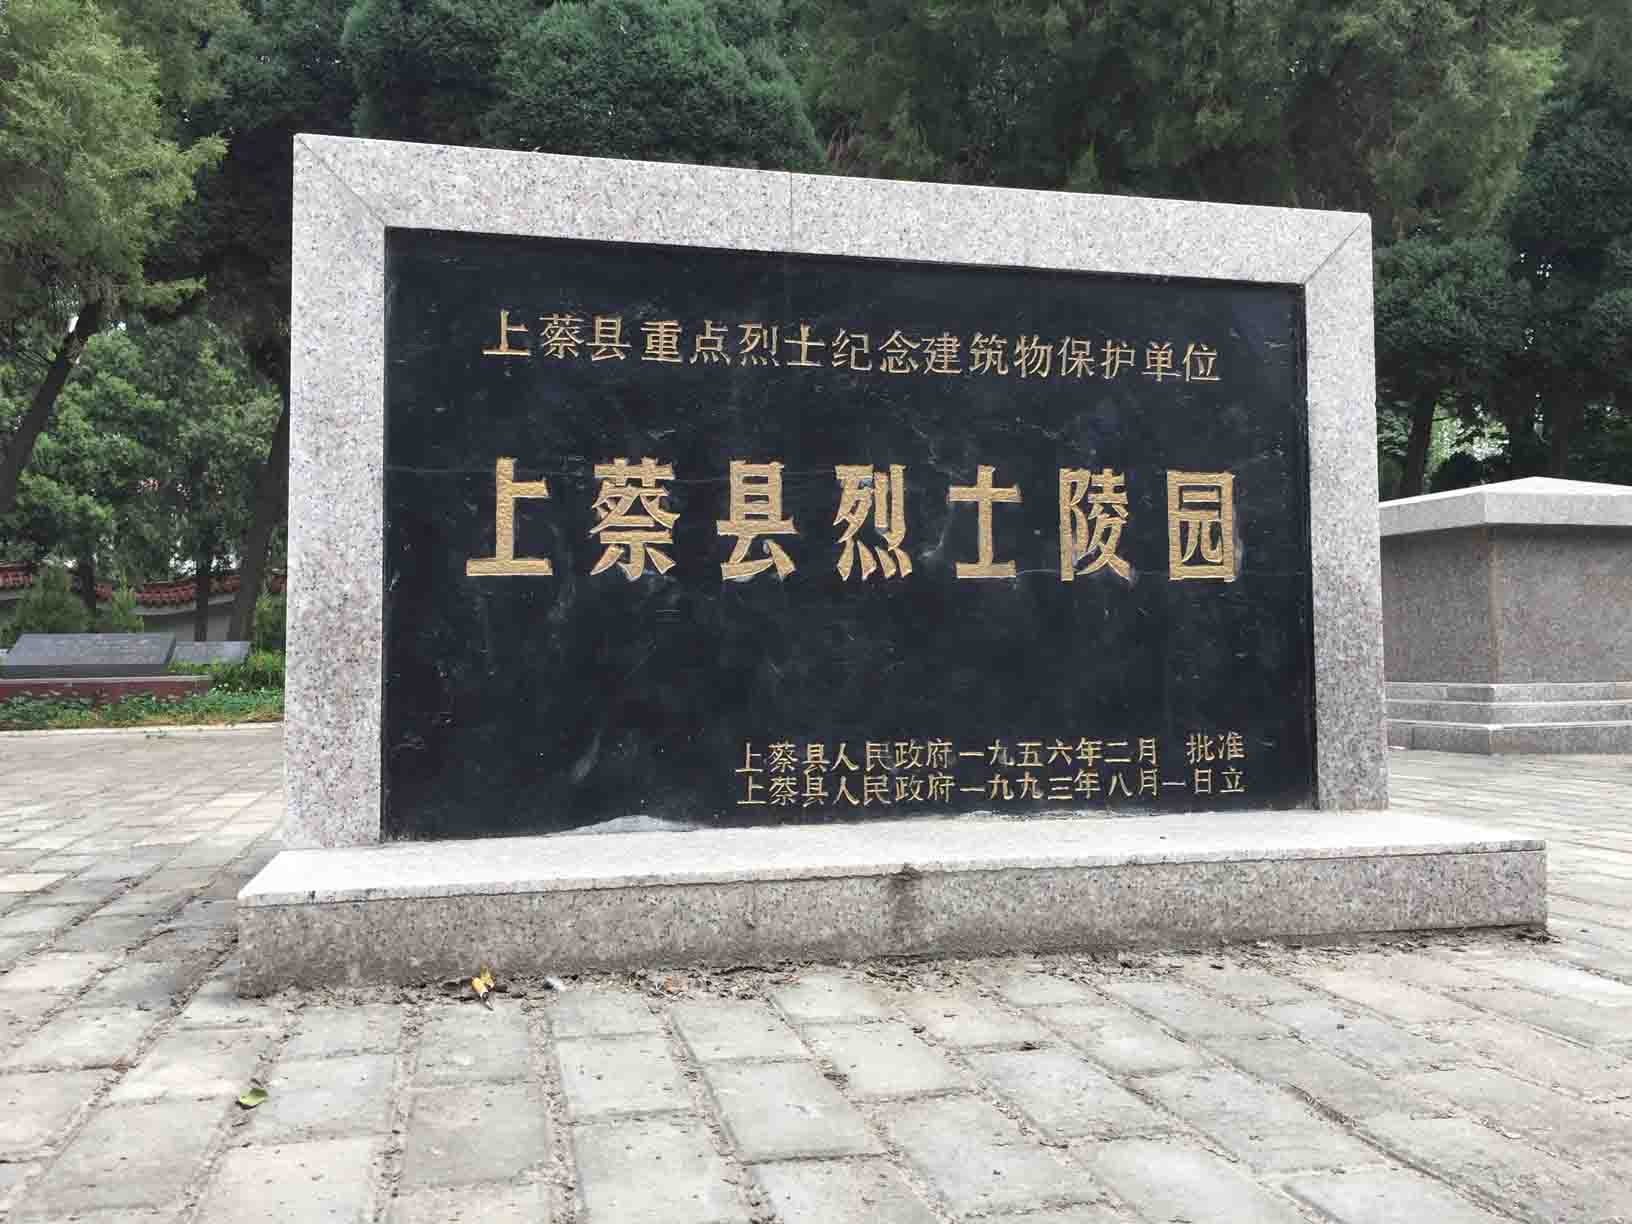 上蔡县重点烈士纪念建筑物保护单位
上蔡县烈士陵园
上蔡县人民政府一九五六年二月 批准
上蔡县人民政府一九九三年八月一日立